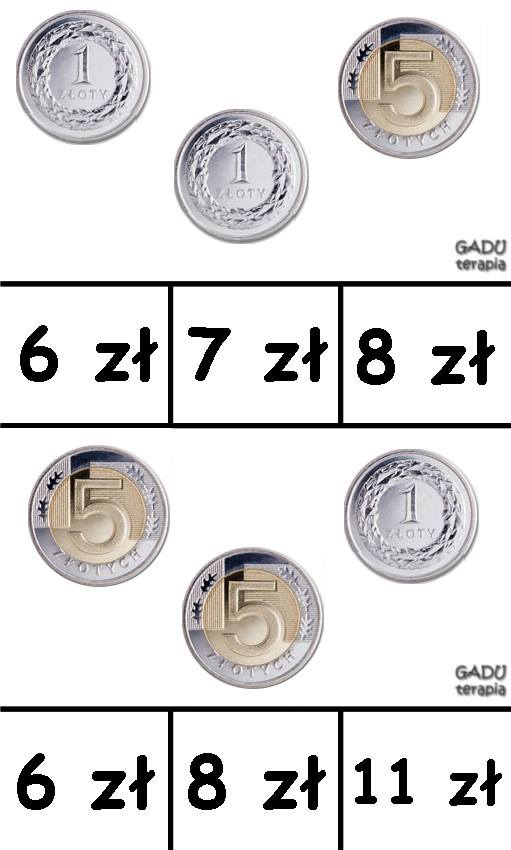 1
ZŁOTY
1
ZŁOTY
5
ZŁOTYCH
GADU
terapia
6 zł 7 zł 8 zł
5
ZŁOTYCH
5
ZŁOTYCH
1
ZŁOTY
GADU
terapia
6 zł 8 zł 11 zł